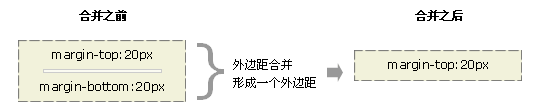 合并之前
合并之后
margin-top:20px
margin-bottom:20px
外边距合并
形成一个外边距
margin-top:20px